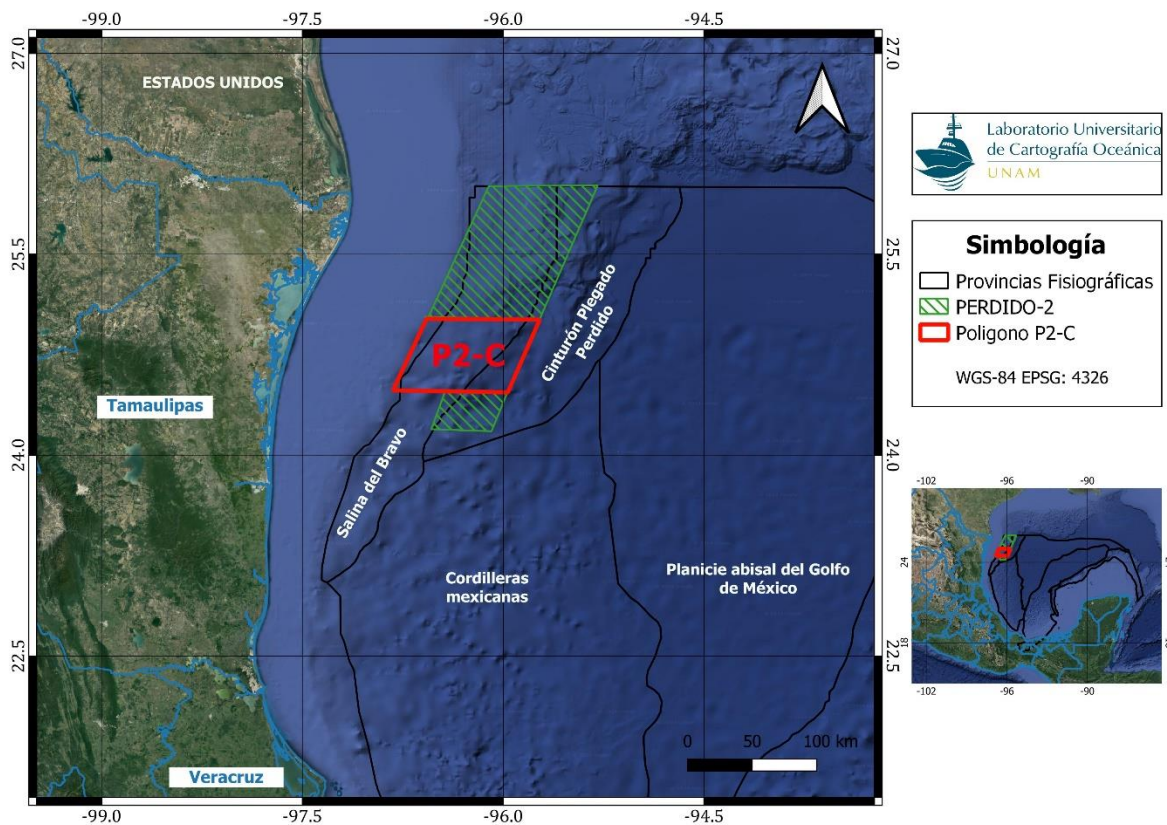 -99.0
-97.5
-96.0
-94.5
27.0
25.5
24.0
22.5
27.0
25.5
24.0
22.5
ESTADOS UNIDOS
P2-C
Cinturón Plegado
Perdido
Tamaulipas
Salina del Bravo
Cordilleras
mexicanas
Planicie abisal del Golfo
de México
Veracruz
0
50
100 km
-99.0
-97.5
-96.0
-94.5
Laboratorio Universitario
de Cartografía Oceánica
UNAM
Simbología
Provincias Fisiográficas
PERDIDO-2
Poligono P2-C
WGS-84 EPSG: 4326
-102
-96
-90
24
24
18
-102
-96
-90